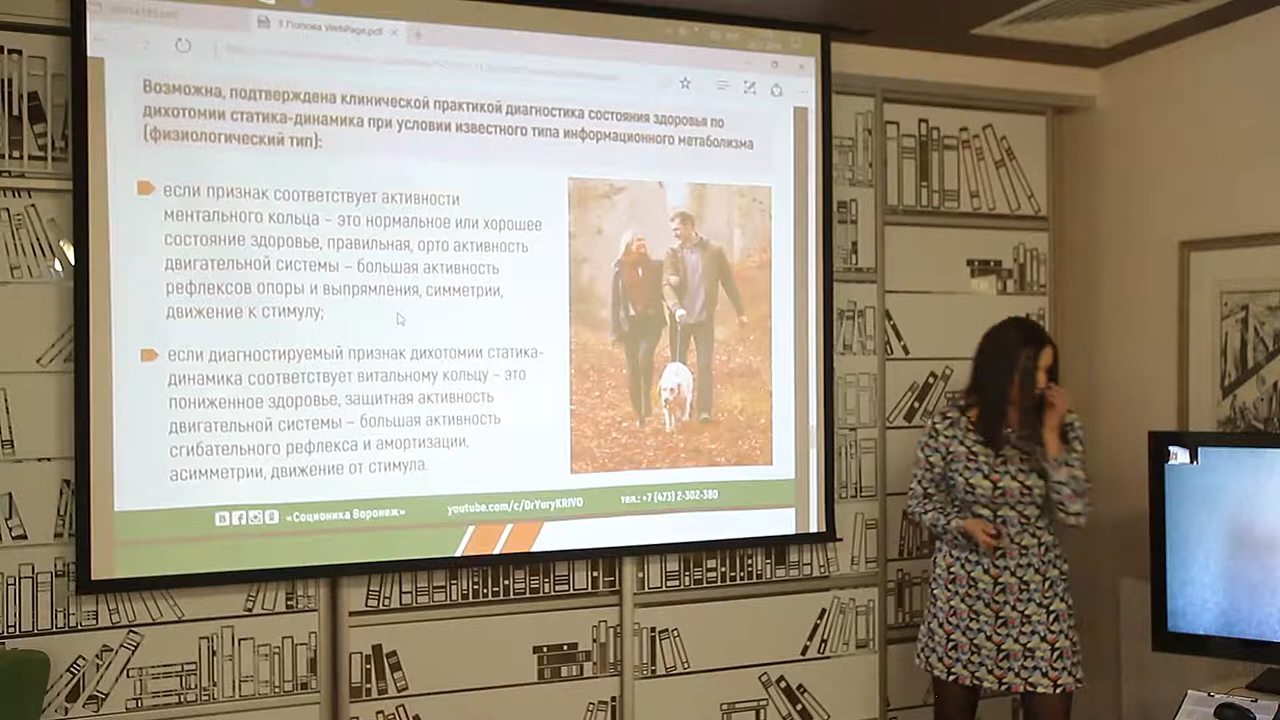 3 Попова WebPage.pdf
Возможна, подтверждена клинической практикой диагностика состояния здоровья по
дихотомии статика-динамика при условии известного типа информационного метаболизма
(физиологический тип):
если признак соответствует активности
ментального кольца – это нормальное или хорошее
состояние здоровье, правильная, орто активность
двигательной системы – большая активность
рефлексов опоры и выпрямления, симметрии,
движение к стимулу;
если диагностируемый признак дихотомии статика-
динамика соответствует витальному кольцу – это
пониженное здоровье, защитная активность
двигательной системы – большая активность
сгибательного рефлекса и амортизации,
асимметрии, движение от стимула.
«Соционика Воронеж» youtube.com/c/DrYuryKRIVO тел.: +7 (473) 2-302-380